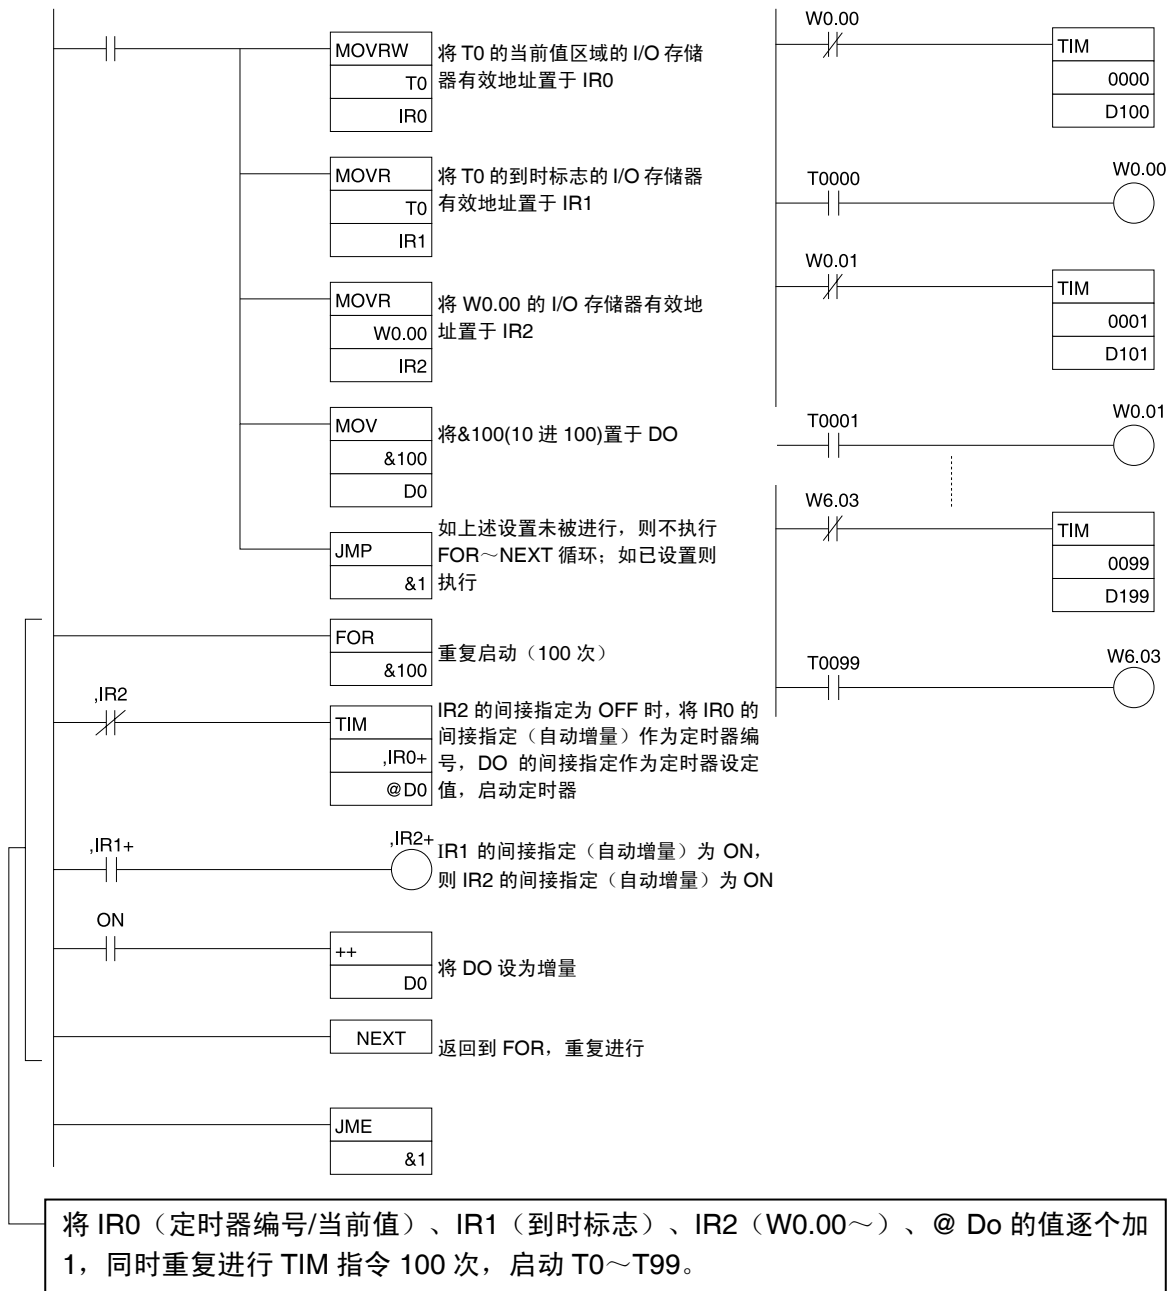 MOVRW
T0
IR0
将 T0 的当前值区域的 I/O 存储
器有效地址置于 IR0
MOVR
T0
IR1
将 T0 的到时标志的 I/O 存储器
有效地址置于 IR1
MOVR
W0.00
IR2
将 W0.00 的 I/O 存储器有效地
址置于 IR2
MOV
&100
D0
将&100(10 进 100)置于 DO
JMP
&1
如上述设置未被进行，则不执行
FOR～NEXT 循环；如已设置则
执行
FOR
&100
重复启动（100 次）
,IR2
TIM
,IR0+
@D0
IR2 的间接指定为 OFF 时，将 IR0 的
间接指定（自动增量）作为定时器编
号，DO 的间接指定作为定时器设定
值，启动定时器
,IR1+
,IR2+
IR1 的间接指定（自动增量）为 ON，
则 IR2 的间接指定（自动增量）为 ON
ON
++
D0
将 DO 设为增量
NEXT
返回到 FOR，重复进行
JME
&1
W0.00
TIM
0000
D100
T0000
W0.00
W0.01
TIM
0001
D101
T0001
W0.01
W6.03
TIM
0099
D199
T0099
W6.03
将 IR0（定时器编号/当前值）、IR1（到时标志）、IR2（W0.00～）、@ Do 的值逐个加
1，同时重复进行 TIM 指令 100 次，启动 T0～T99。